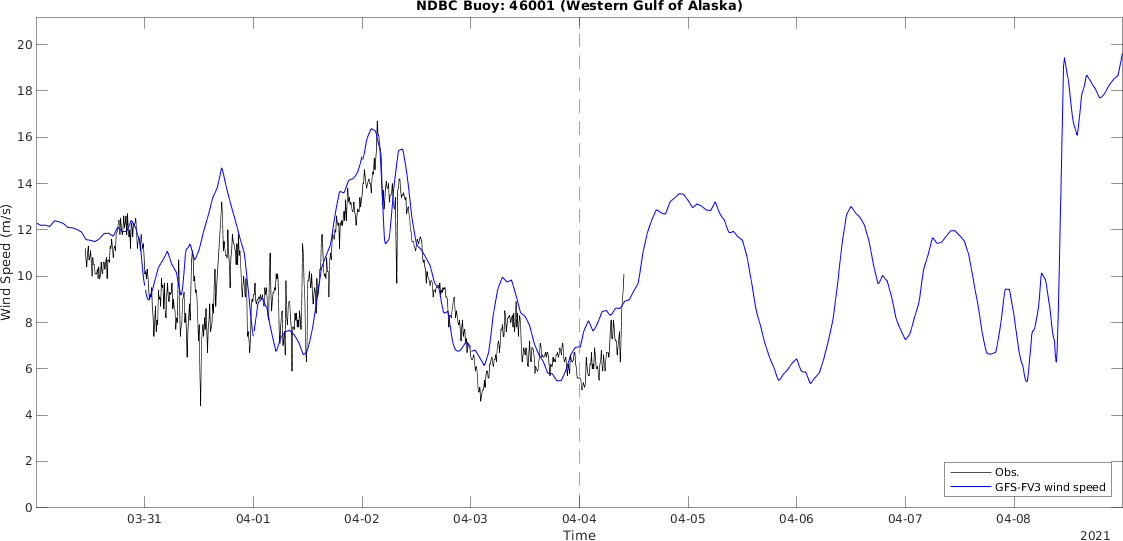 NDBC Buoy: 46001 (Western Gulf of Alaska)
20
18
16
14
12
10
8
6
4
2
0
Wind Speed (m/s)
Obs.
GFS-FV3 wind speed
03-31 04-01 04-02 04-03 04-04 04-05 04-06 04-07 04-08
Time
2021